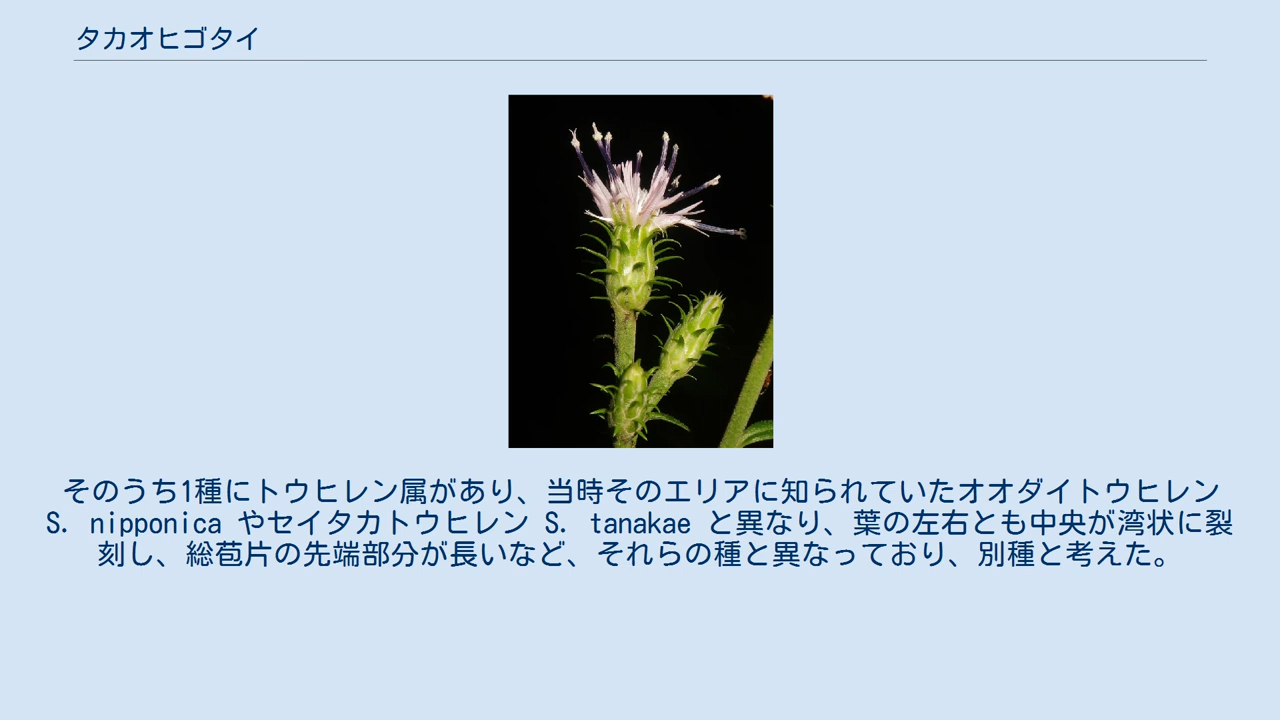 タカオヒゴタイ
そのうち1種にトウヒレン属があり、当時そのエリアに知られていたオオダイトウヒレン
S. nipponica やセイタカトウヒレン S. tanakae と異なり、葉の左右とも中央が湾状に裂
刻し、総苞片の先端部分が長いなど、それらの種と異なっており、別種と考えた。